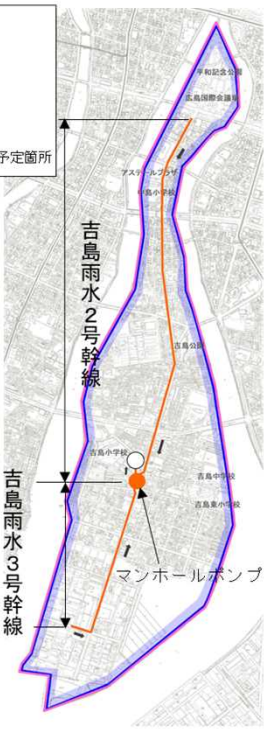 予定箇所
平和記念公園
広島国際会議場
アステールプラザ
中島小学校
吉島雨水2号幹線
吉島公園
吉島小学校
吉島中学校
吉島東小学校
吉島雨水3号幹線
マンホールポンプ